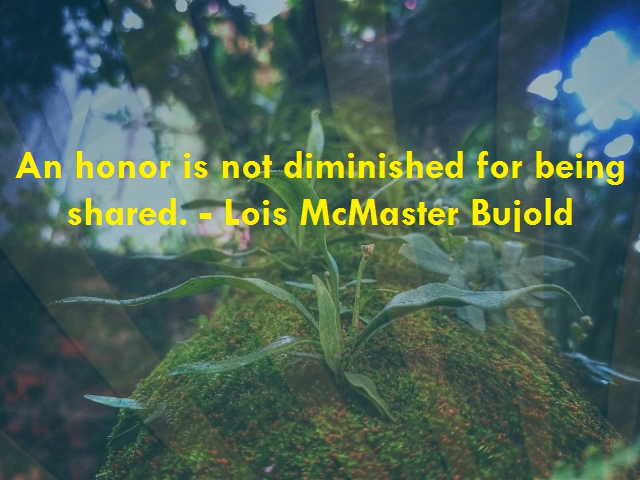 An honor is not diminished for being
shared. - Lois McMaster Bujold